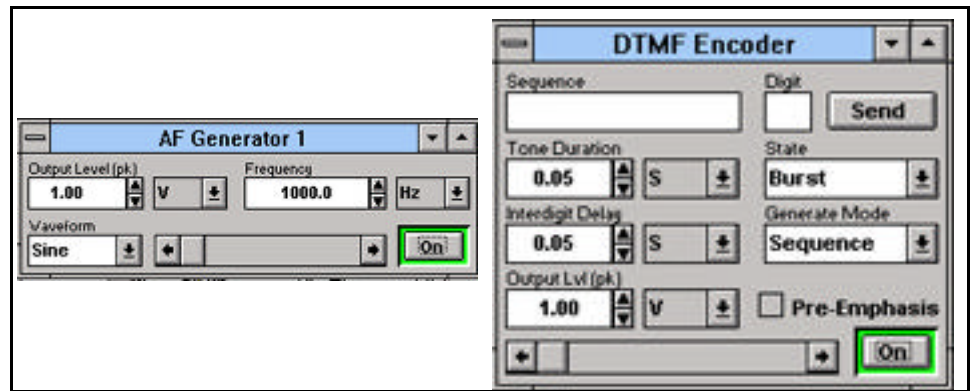 AF Generator 1
Output Level (pk)
Frequency
1.00 V 1000.0 Hz
Waveform
Sine On
DTMF Encoder
Sequence Digit
Send
Tone Duration State
0.05 S Burst
Interdigit Delay Generate Mode
0.05 S Sequence
Output Lvl (pk)
1.00 V Pre-Emphasis
On